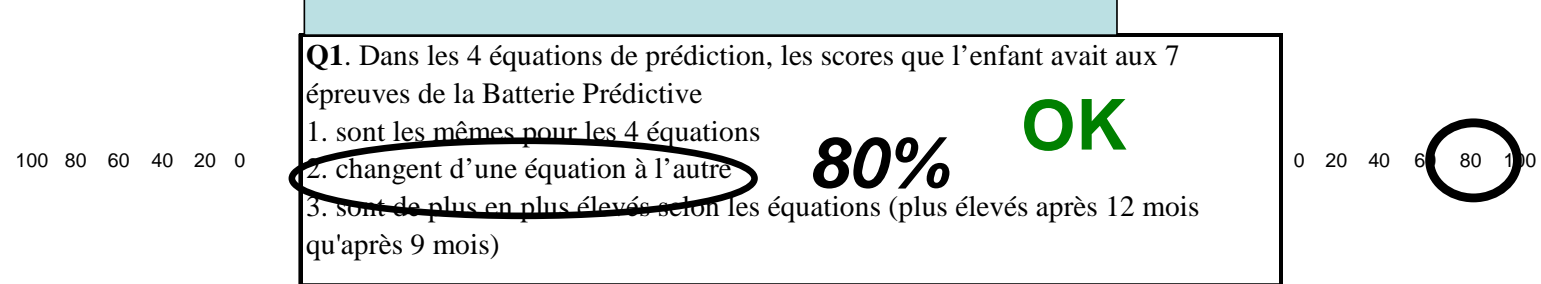 Q1. Dans les 4 équations de prédiction, les scores que l’enfant avait aux 7
épreuves de la Batterie Prédictive
1. sont les mêmes pour les 4 équations
2. changent d’une équation à l’autre
3. sont de plus en plus élevés selon les équations (plus élevés après 12 mois
qu'après 9 mois)
80%
OK
100 80 60 40 20 0
0 20 40 60 80 100